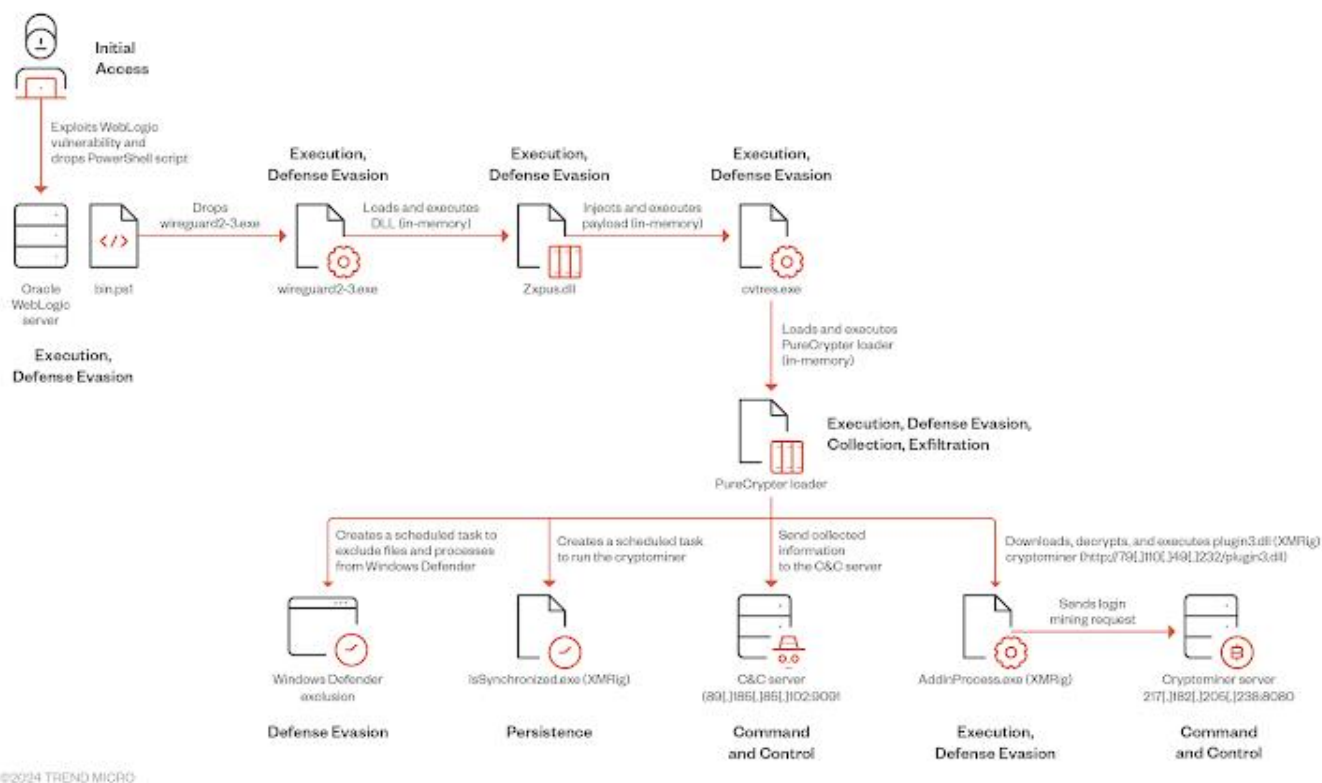 Initial
Access
Exploits WebLogic
vulnerability and
drops PowerShell script
Execution,
Defense Evasion
Execution,
Defense Evasion
Execution,
Defense Evasion
Drops
wireguard2-3.exe
Loads and executes
DLL (in-memory)
Injects and executes
payload (in-memory)
</>
Oracle
WebLogic
server
bin.ps1
wireguard2-3.exe
Zxpus.dll
cvtres.exe
Execution,
Defense Evasion
Loads and executes
PureCrypter loader
(in-memory)
Execution, Defense Evasion,
Collection, Exfiltration
PureCrypter loader
Creates a scheduled task to
exclude files and processes
from Windows Defender
Creates a scheduled task
to run the cryptominer
Send collected
information
to the C&C server
Downloads, decrypts, and executes plugin3.dll (XMRig)
cryptominer (http://79[.]110[.]49[.]232/plugin3.dll)
Sends login
mining request
Windows Defender
exclusion
IsSynchronized.exe (XMRig)
C&C server
(89[.]185[.]85[.]102:9091
AddinProcess.exe (XMRig)
Cryptominer server
217[.]182[.]205[.]238:8080
Defense Evasion
Persistence
Command
and Control
Execution,
Defense Evasion
Command
and Control
©2024 TREND MICRO